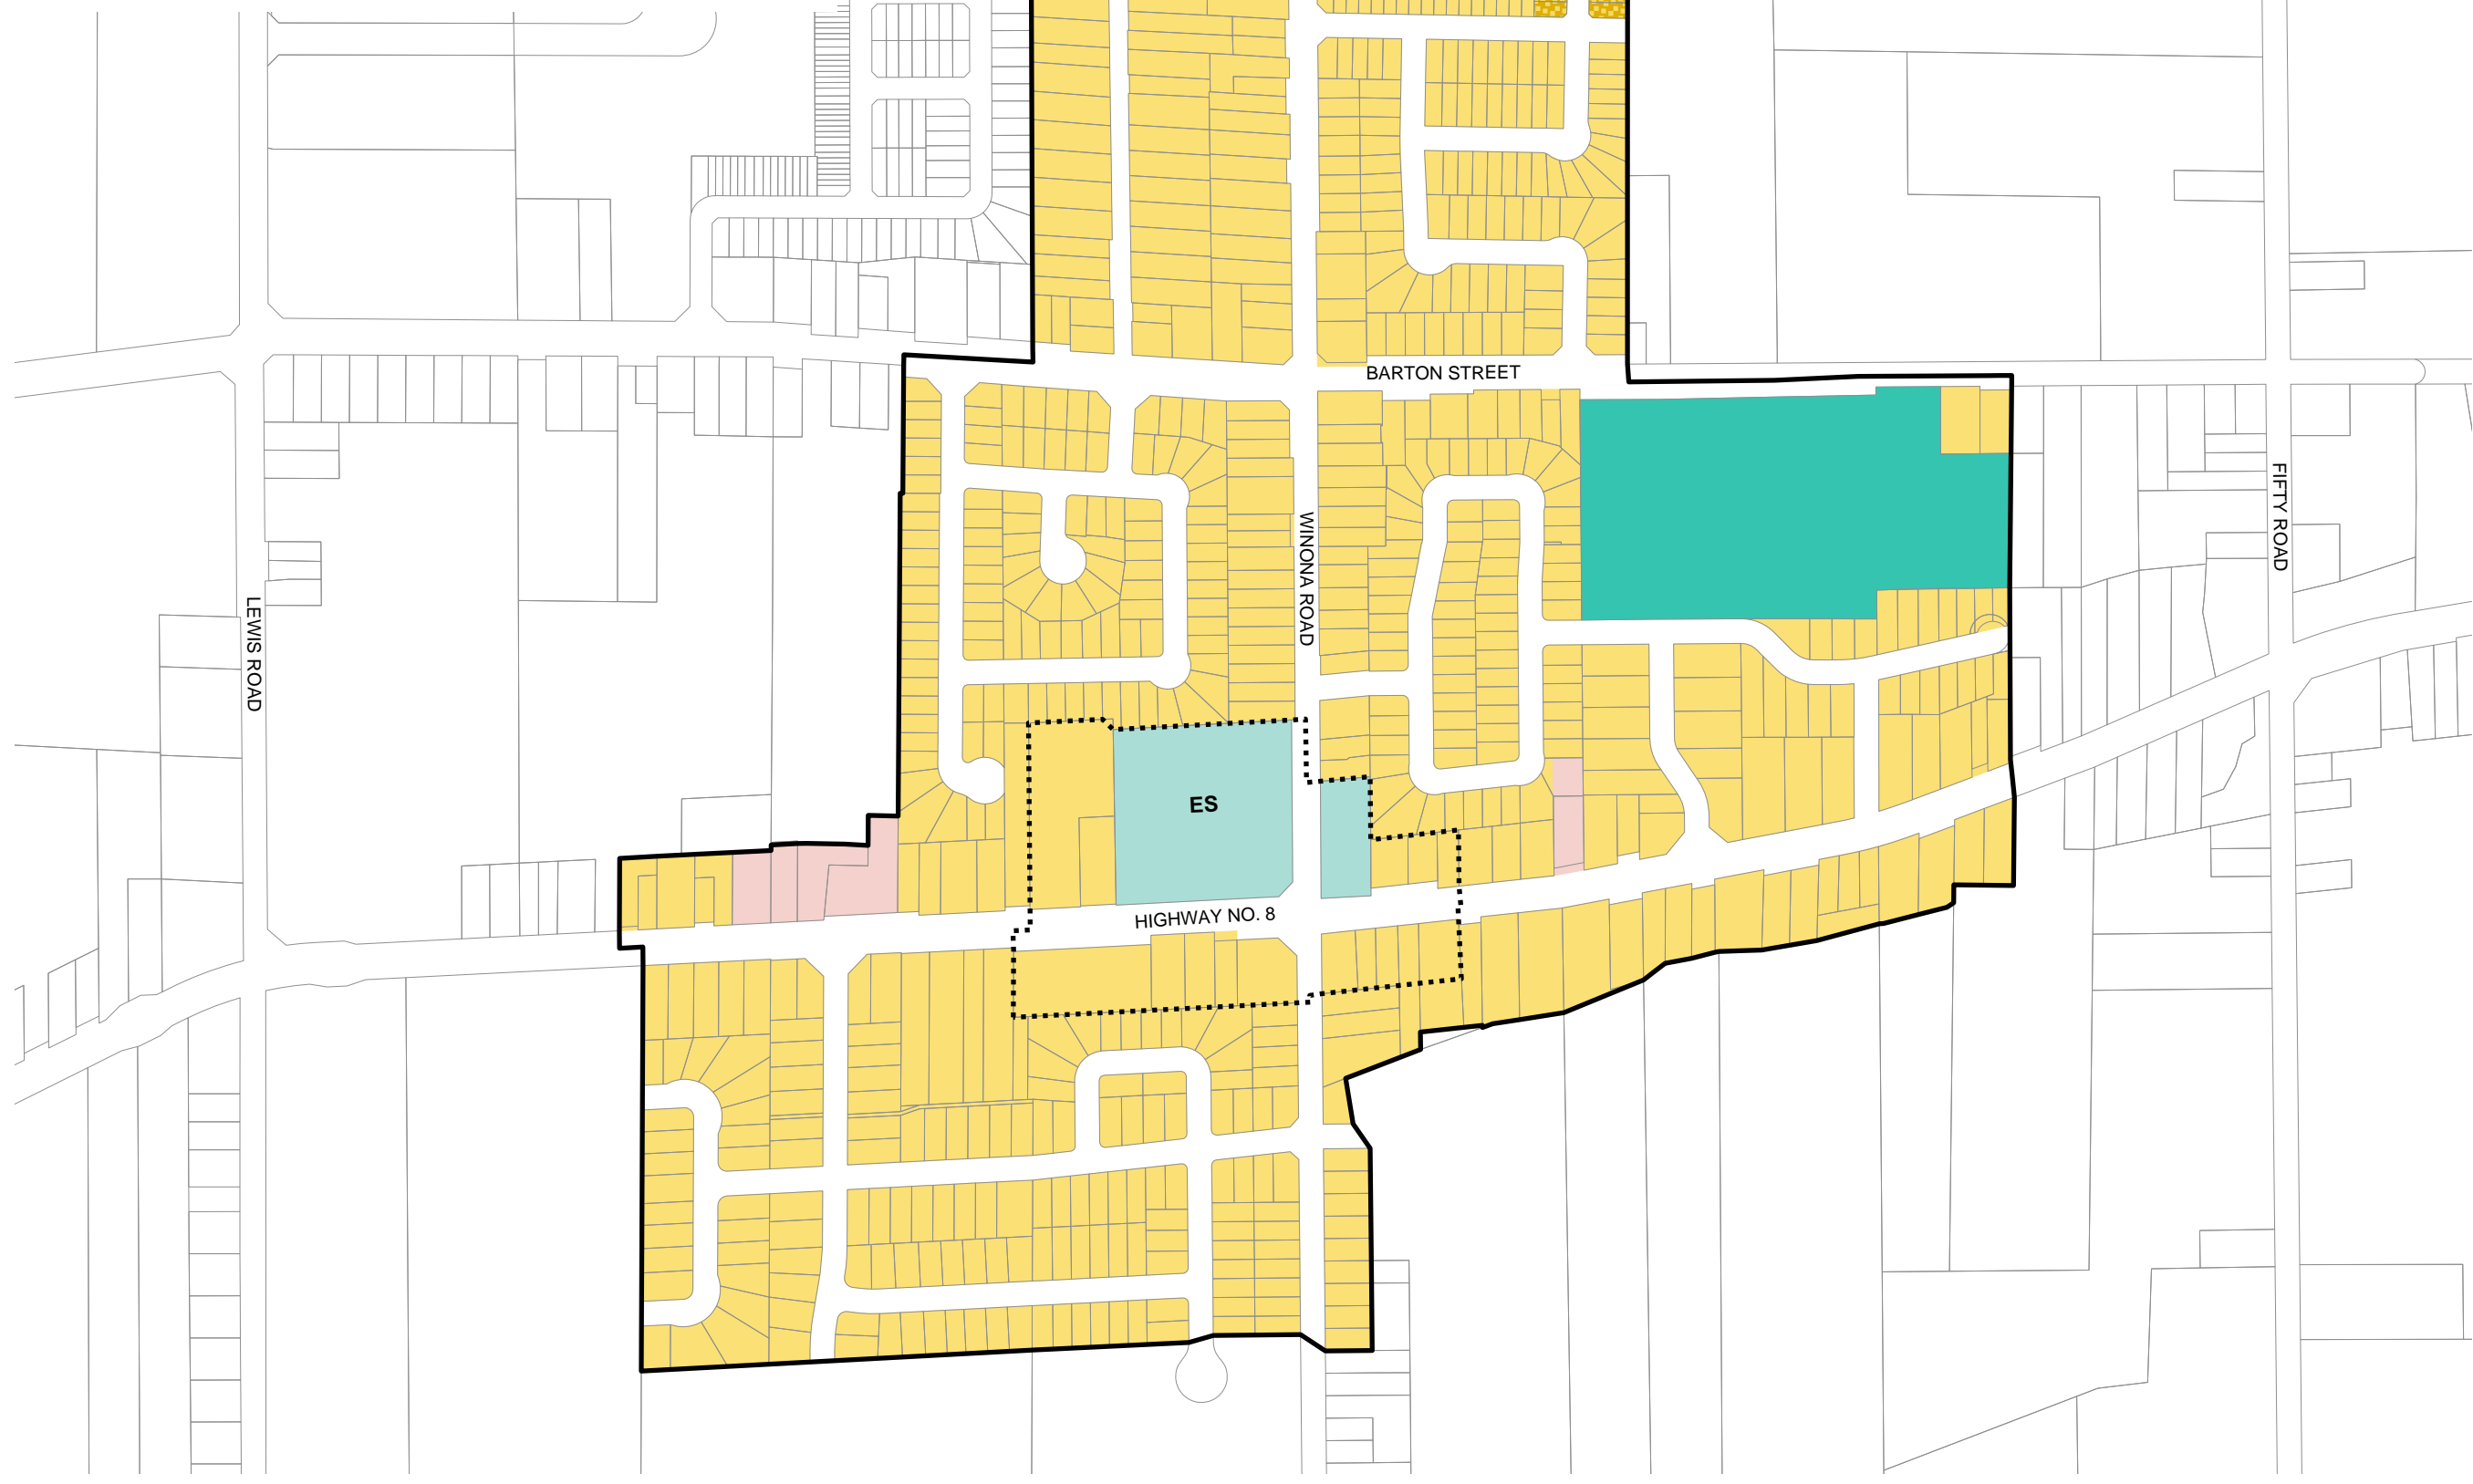 BARTON STREET
FIFTY ROAD
WINONA ROAD
LEWIS ROAD
ES
HIGHWAY NO. 8